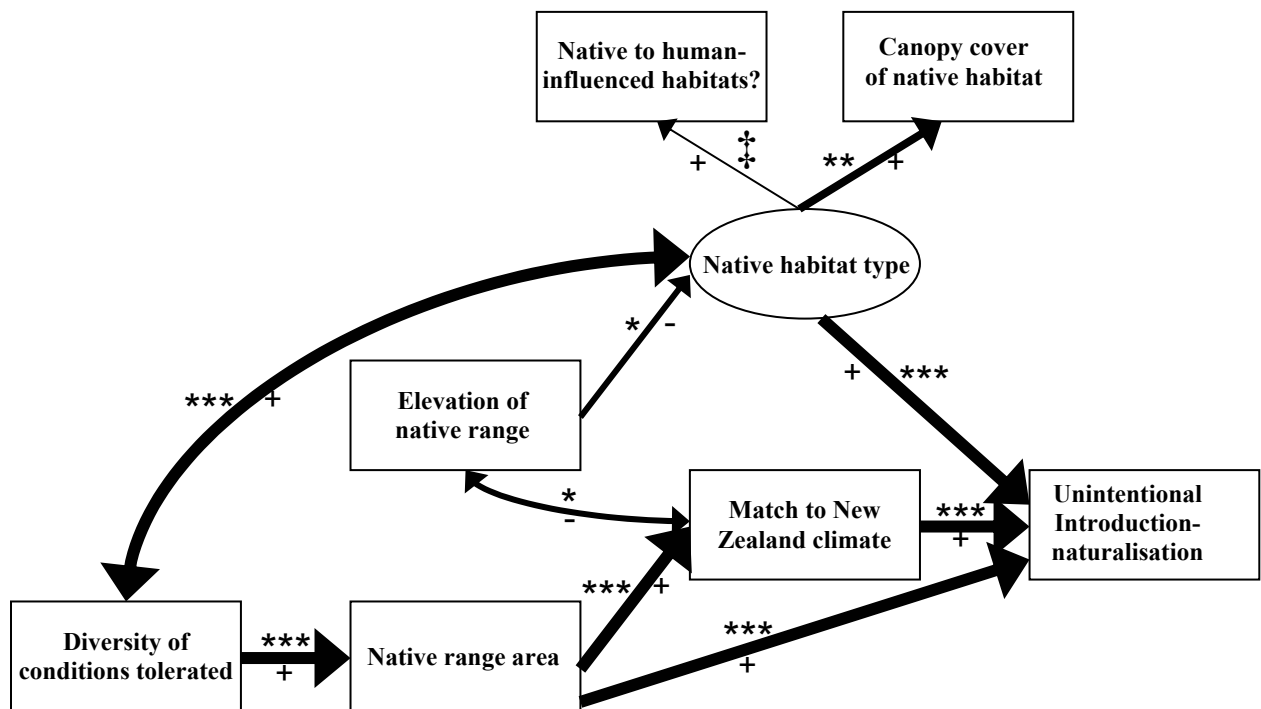 Native to human-
influenced habitats?
Canopy cover
of native habitat
+
‡
**
+
Native habitat type
*
-
***
+
+
***
Elevation of
native range
*
-
Match to New
Zealand climate
***
+
Unintentional
Introduction-
naturalisation
***
+
***
+
Diversity of
conditions tolerated
***
+
Native range area